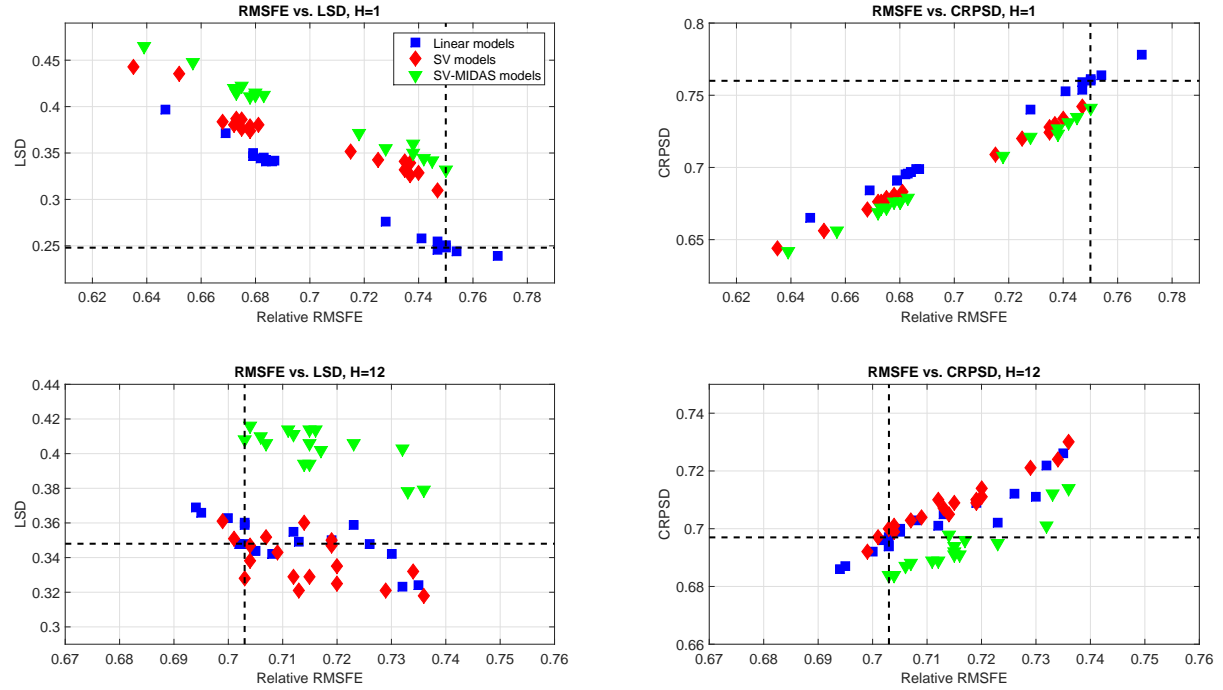 RMSFE vs. LSD, H=1
0.45
0.4
0.35
0.3
0.25
LSD
0.62 0.64 0.66 0.68 0.7 0.72 0.74 0.76 0.78
Relative RMSFE
Linear models
SV models
SV-MIDAS models
RMSFE vs. CRPSD, H=1
0.8
0.75
0.7
0.65
CRPSD
0.62 0.64 0.66 0.68 0.7 0.72 0.74 0.76 0.78
Relative RMSFE
RMSFE vs. LSD, H=12
0.44
0.42
0.4
0.38
0.36
0.34
0.32
0.3
LSD
0.67 0.68 0.69 0.7 0.71 0.72 0.73 0.74 0.75 0.76
Relative RMSFE
RMSFE vs. CRPSD, H=12
0.74
0.72
0.7
0.68
0.66
CRPSD
0.67 0.68 0.69 0.7 0.71 0.72 0.73 0.74 0.75 0.76
Relative RMSFE